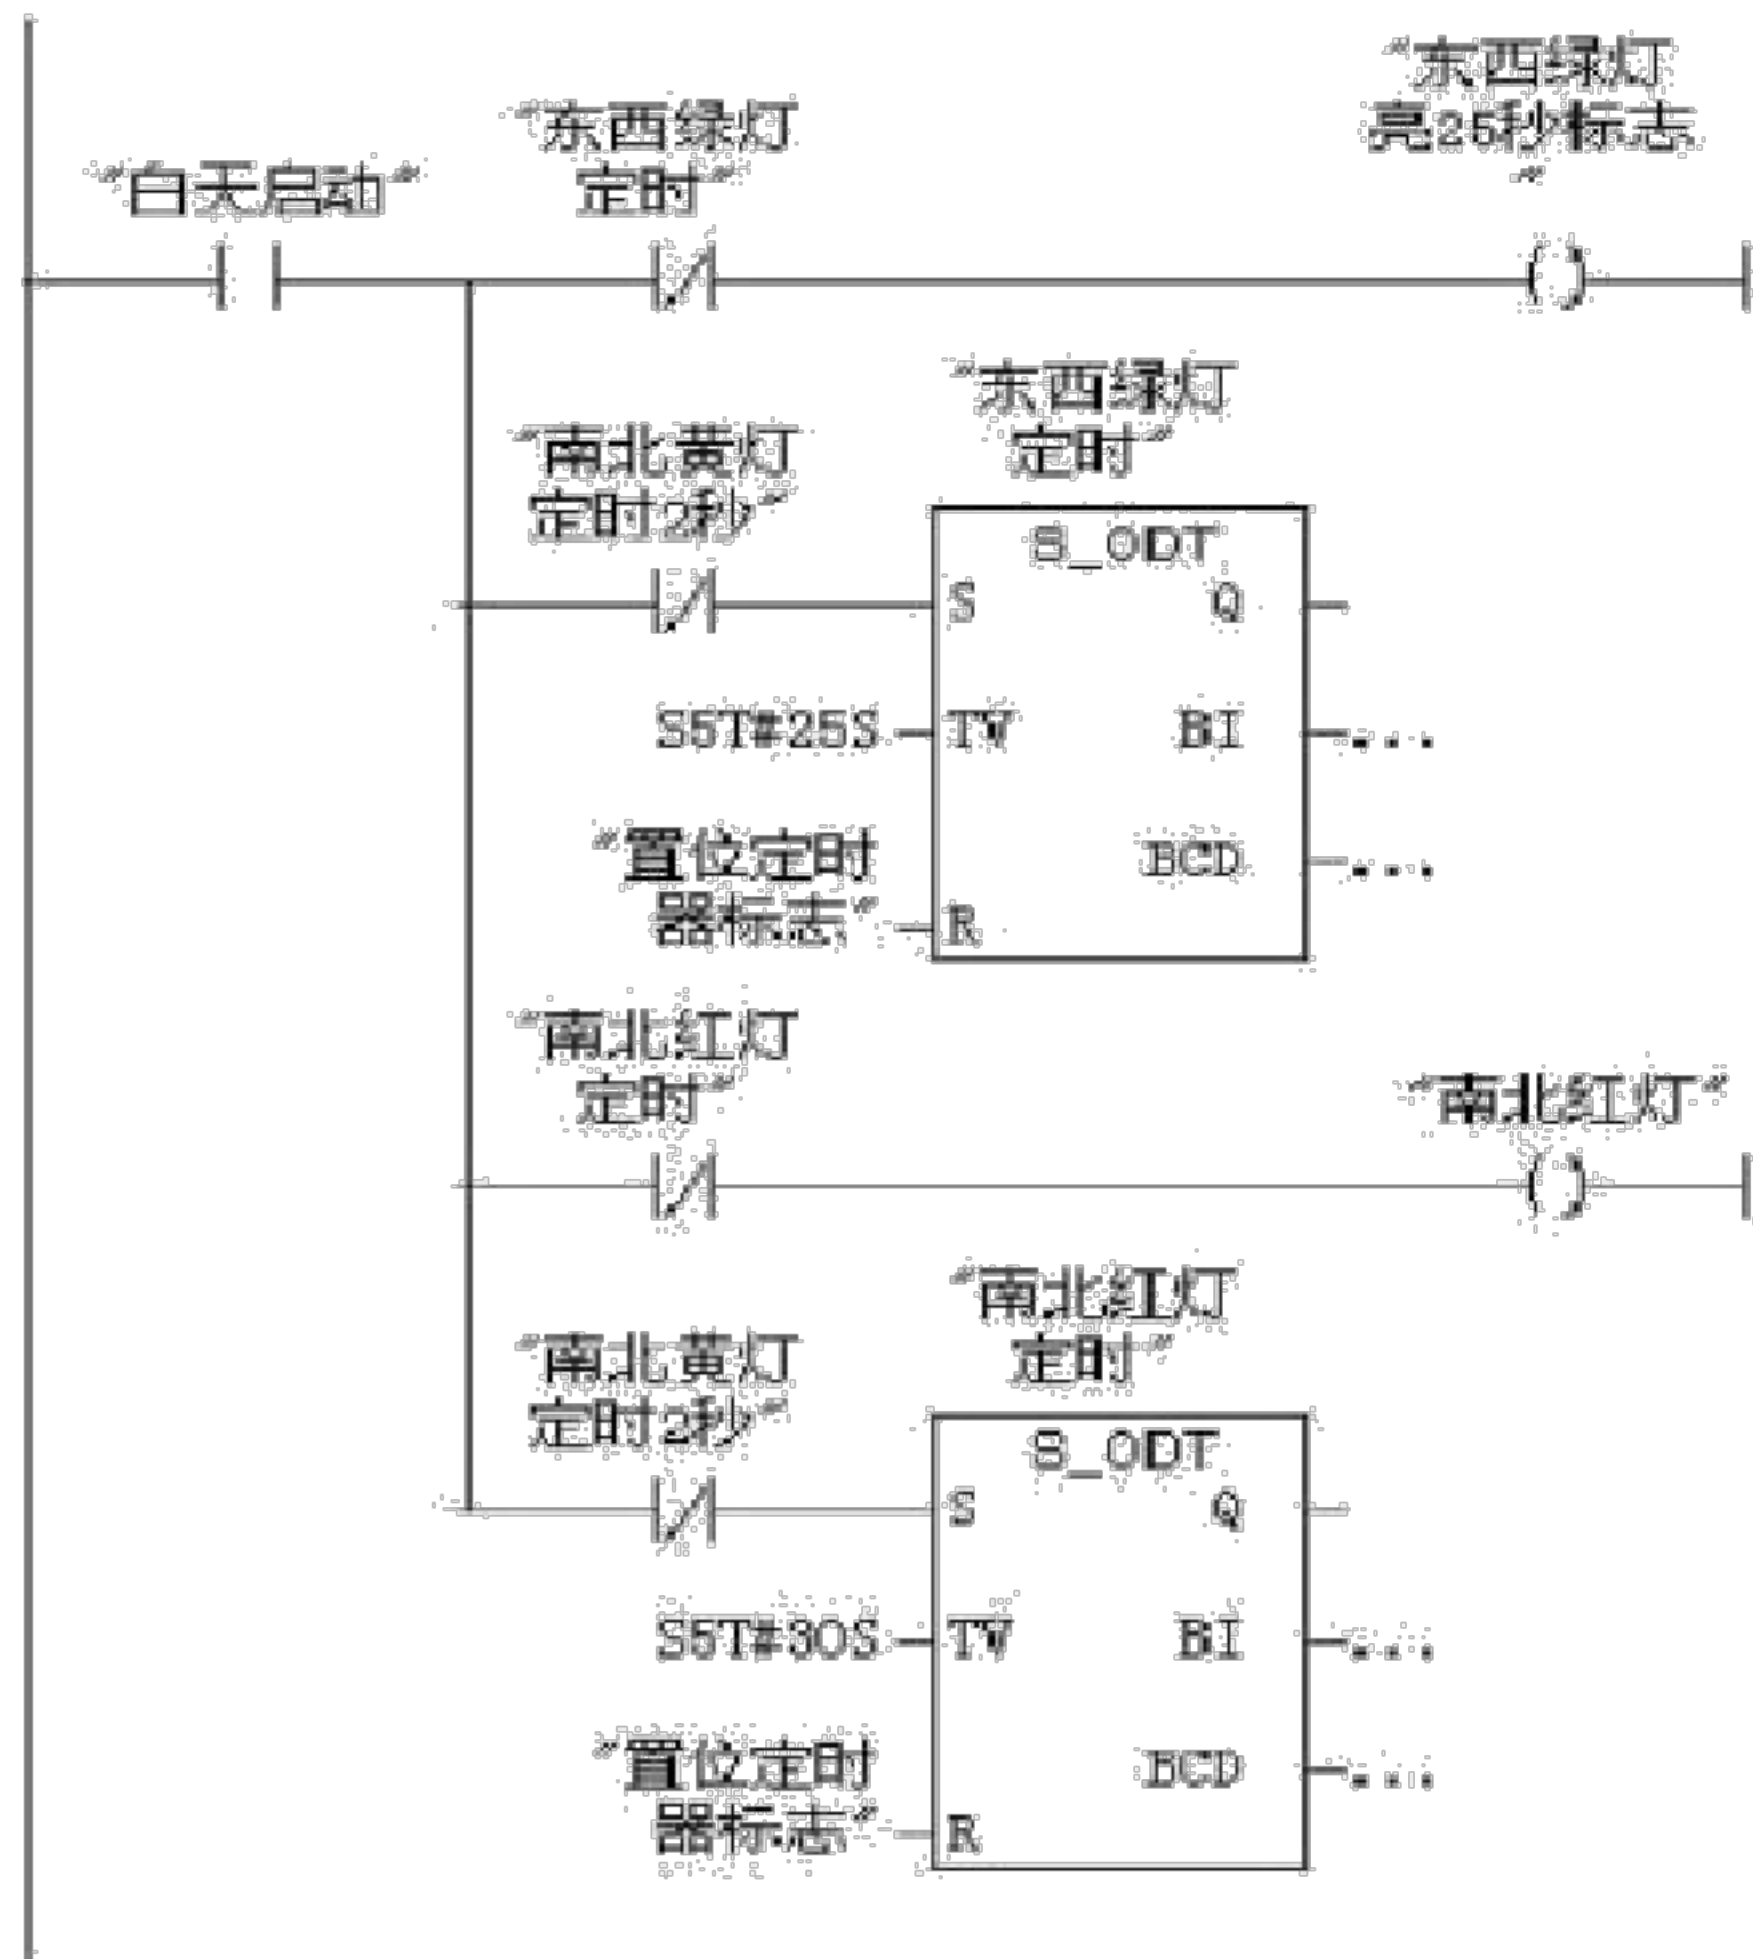 "东西绿灯
亮25秒标志
"
"东西绿灯
定时"
"白天启动"
"东西绿灯
定时"
"南北黄灯
定时2秒"
S_ODT
S Q
S5T#25S TV BI ...
BCD ...
"置位定时
器标志" R
"南北红灯
定时"
"南北红灯"
"南北红灯
定时"
"南北黄灯
定时2秒"
S_ODT
S Q
S5T#30S TV BI ...
BCD ...
"置位定时
器标志" R